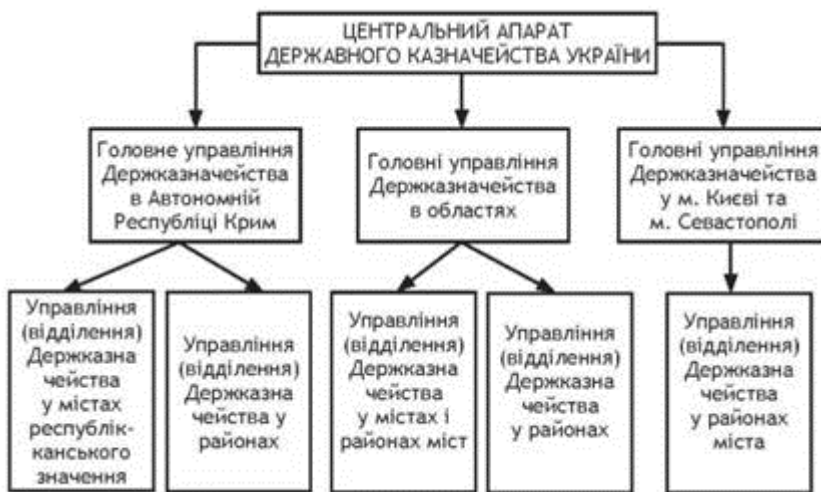 ЦЕНТРАЛЬНИЙ АПАРАТ
ДЕРЖАВНОГО КАЗНАЧЕЙСТВА УКРАЇНИ
Головне управління
Держказначейства
в Автономній
Республіці Крим
Головні управління
Держказначейства
в областях
Головні управління
Держказначейства
у м. Києві та
м. Севастополі
Управління
(відділення)
Держказна
чейства
у містах
республік-
канського
значення
Управління
(відділення)
Держказна
чейства у
районах
Управління
(відділення)
Держказна
чейства
у містах і
районах міст
Управління
(відділення)
Держказна
чейства
у районах
Управління
(відділення)
Держказна
чейства
у районах
міста